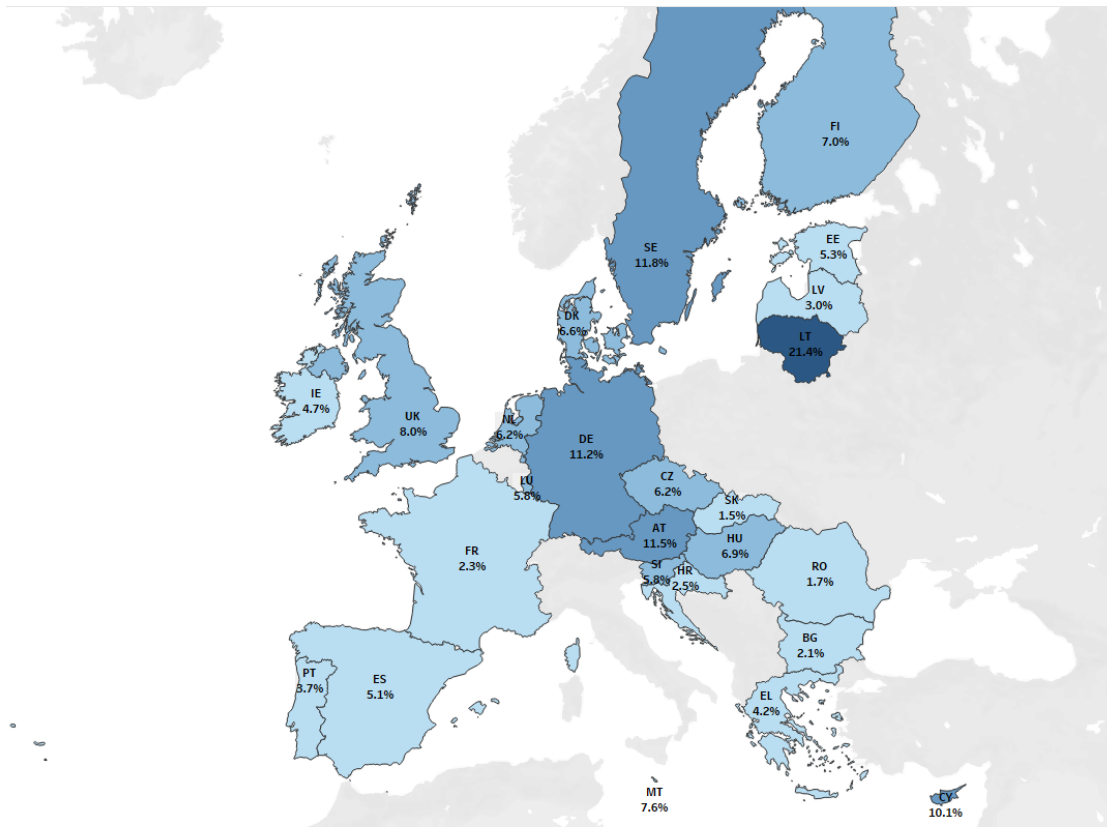 FI
7.0%
SE
11.8%
EE
5.3%
LV
3.0%
DK
6.6%
LT
21.4%
IE
4.7%
UK
8.0%
NL
6.2%
DE
11.2%
LU
5.8%
CZ
6.2%
SK
1.5%
AT
11.5%
HU
6.9%
FR
2.3%
SI
5.8%
HR
2.5%
RO
1.7%
BG
2.1%
PT
3.7%
ES
5.1%
EL
4.2%
MT
7.6%
CY
10.1%